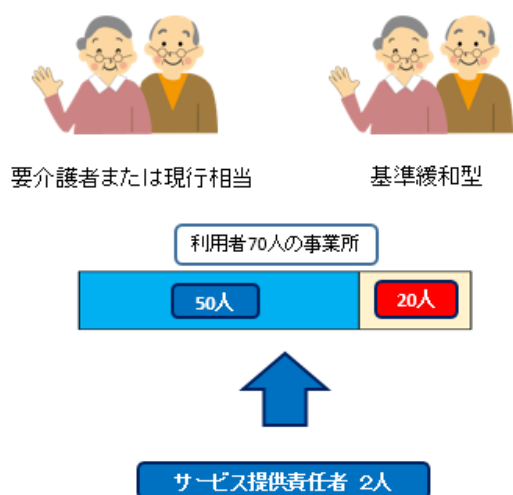 要介護者または現行相当
基準緩和型
利用者70人の事業所
50人
20人
サービス提供責任者 2人